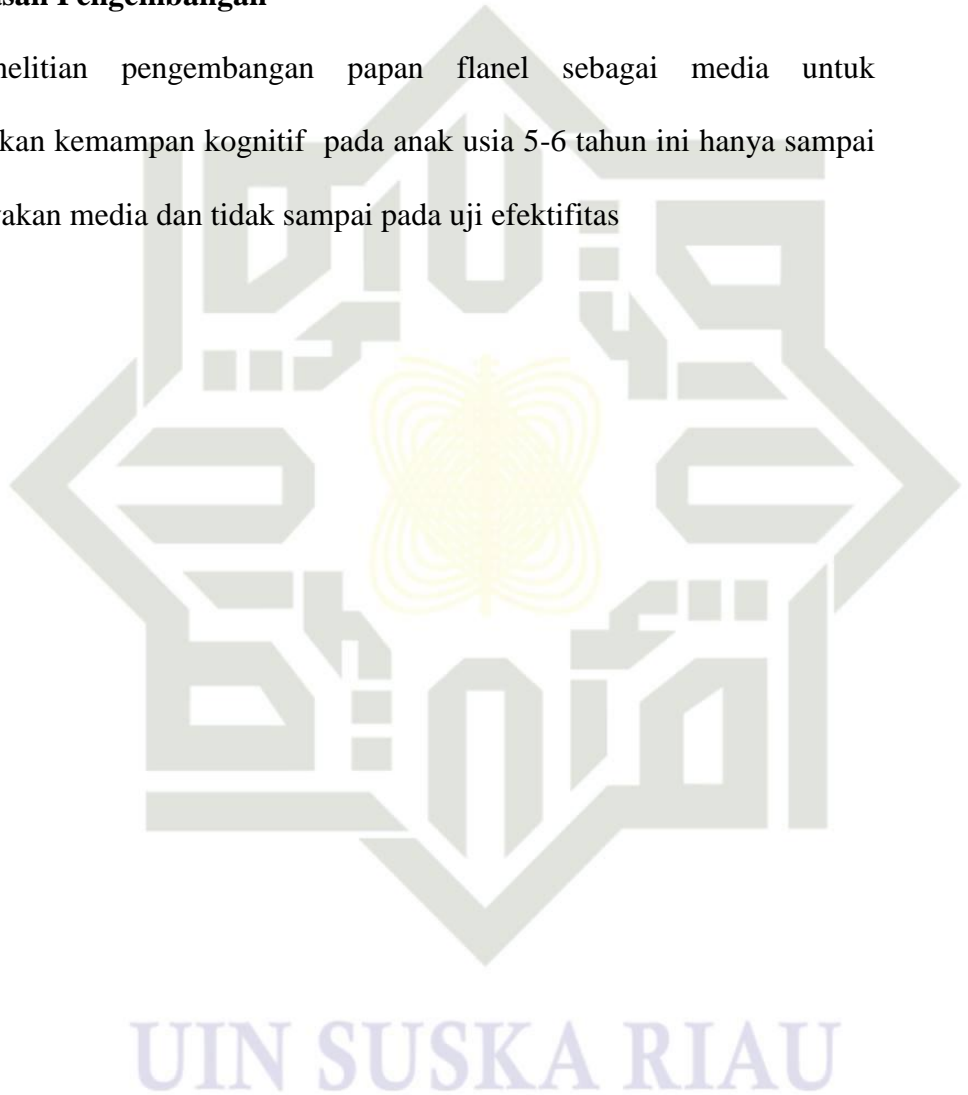 san Pengembangan
nelitian pengembangan papan flanel sebagai media untuk
kan kemampan kognitif pada anak usia 5-6 tahun ini hanya sampai
akan media dan tidak sampai pada uji efektifitas
UIN SUSKA RIAU